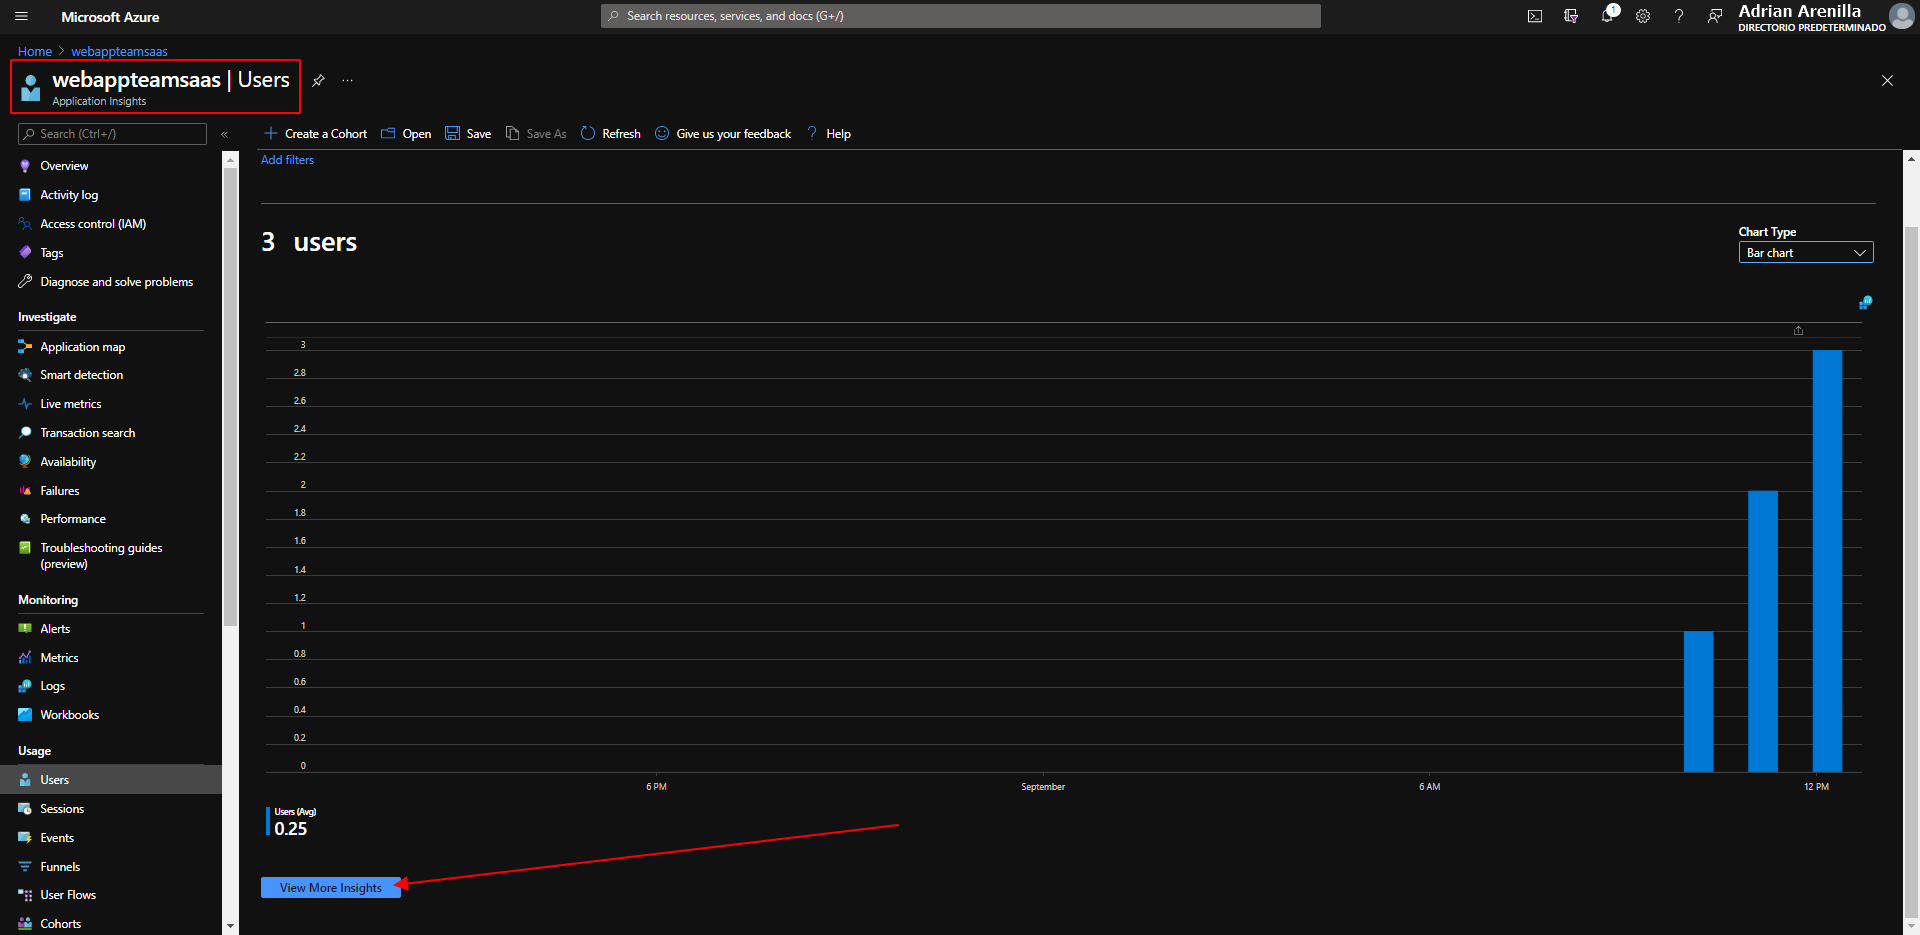 Microsoft Azure
Search resources, services, and docs (G+/)
1
Adrian Arenilla
DIRECTORIO PREDETERMINADO
Home > webappteamsaas
webappteamsaas | Users
Application Insights
Search (Ctrl+/)
Create a Cohort
Open
Save
Save As
Refresh
Give us your feedback
Help
Add filters
Overview
Activity log
Access control (IAM)
Tags
Diagnose and solve problems
Investigate
Application map
Smart detection
Live metrics
Transaction search
Availability
Failures
Performance
Troubleshooting guides
(preview)
Monitoring
Alerts
Metrics
Logs
Workbooks
Usage
Users
Sessions
Events
Funnels
User Flows
Cohorts
3 users
Chart Type
Bar chart
3
2.8
2.6
2.4
2.2
2
1.8
1.6
1.4
1.2
1
0.8
0.6
0.4
0.2
0
6 PM
September
6 AM
12 PM
Users (Avg)
0.25
View More Insights